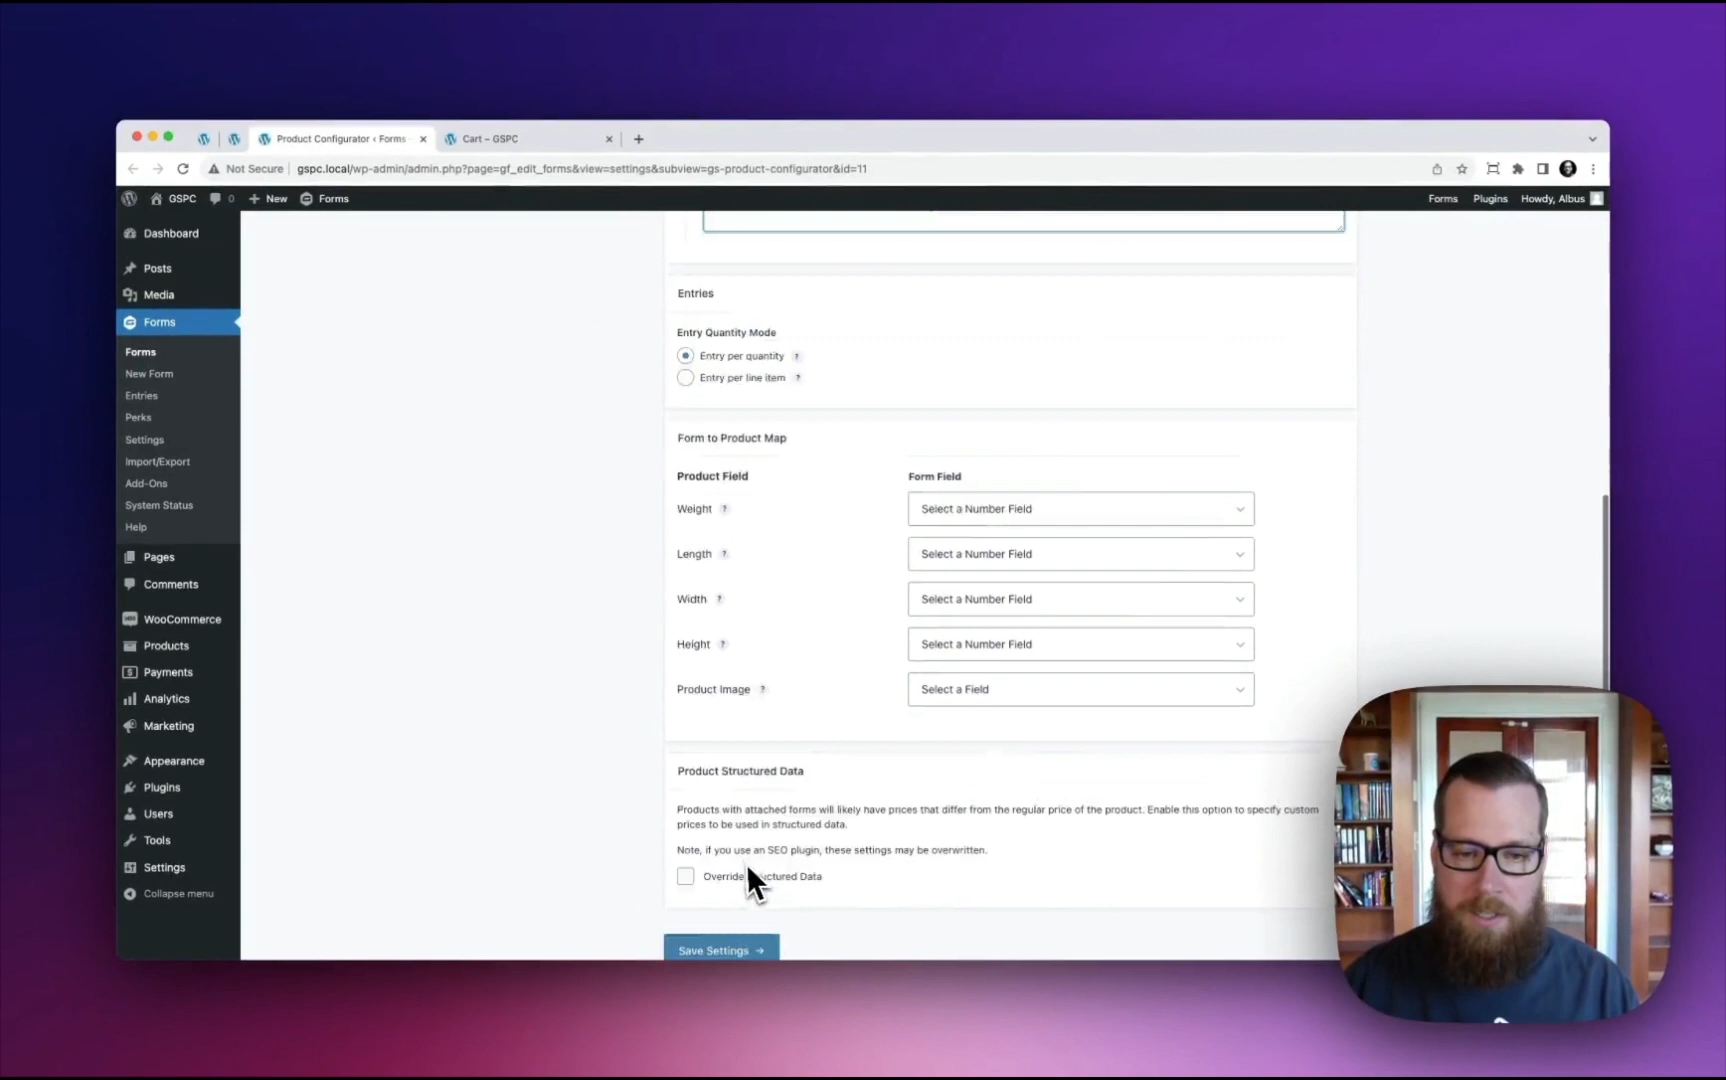 Product Configurator ‹ Forms
Cart – GSPC
Not Secure
gspc.local/wp-admin/admin.php?page=gf_edit_forms&view=settings&subview=gs-product-configurator&id=11
GSPC
0
New
Forms
Forms
Plugins
Howdy, Albus
Dashboard
Posts
Media
Forms
Forms
New Form
Entries
Perks
Settings
Import/Export
Add-Ons
System Status
Help
Pages
Comments
WooCommerce
Products
Payments
Analytics
Marketing
Appearance
Plugins
Users
Tools
Settings
Collapse menu
Entries
Entry Quantity Mode
Entry per quantity ?
Entry per line item ?
Form to Product Map
Product Field Form Field
Weight ? Select a Number Field
Length ? Select a Number Field
Width ? Select a Number Field
Height ? Select a Number Field
Product Image ? Select a Field
Product Structured Data
Products with attached forms will likely have prices that differ from the regular price of the product. Enable this option to specify custom
prices to be used in structured data.
Note, if you use an SEO plugin, these settings may be overwritten.
Override Data
Save Settings →